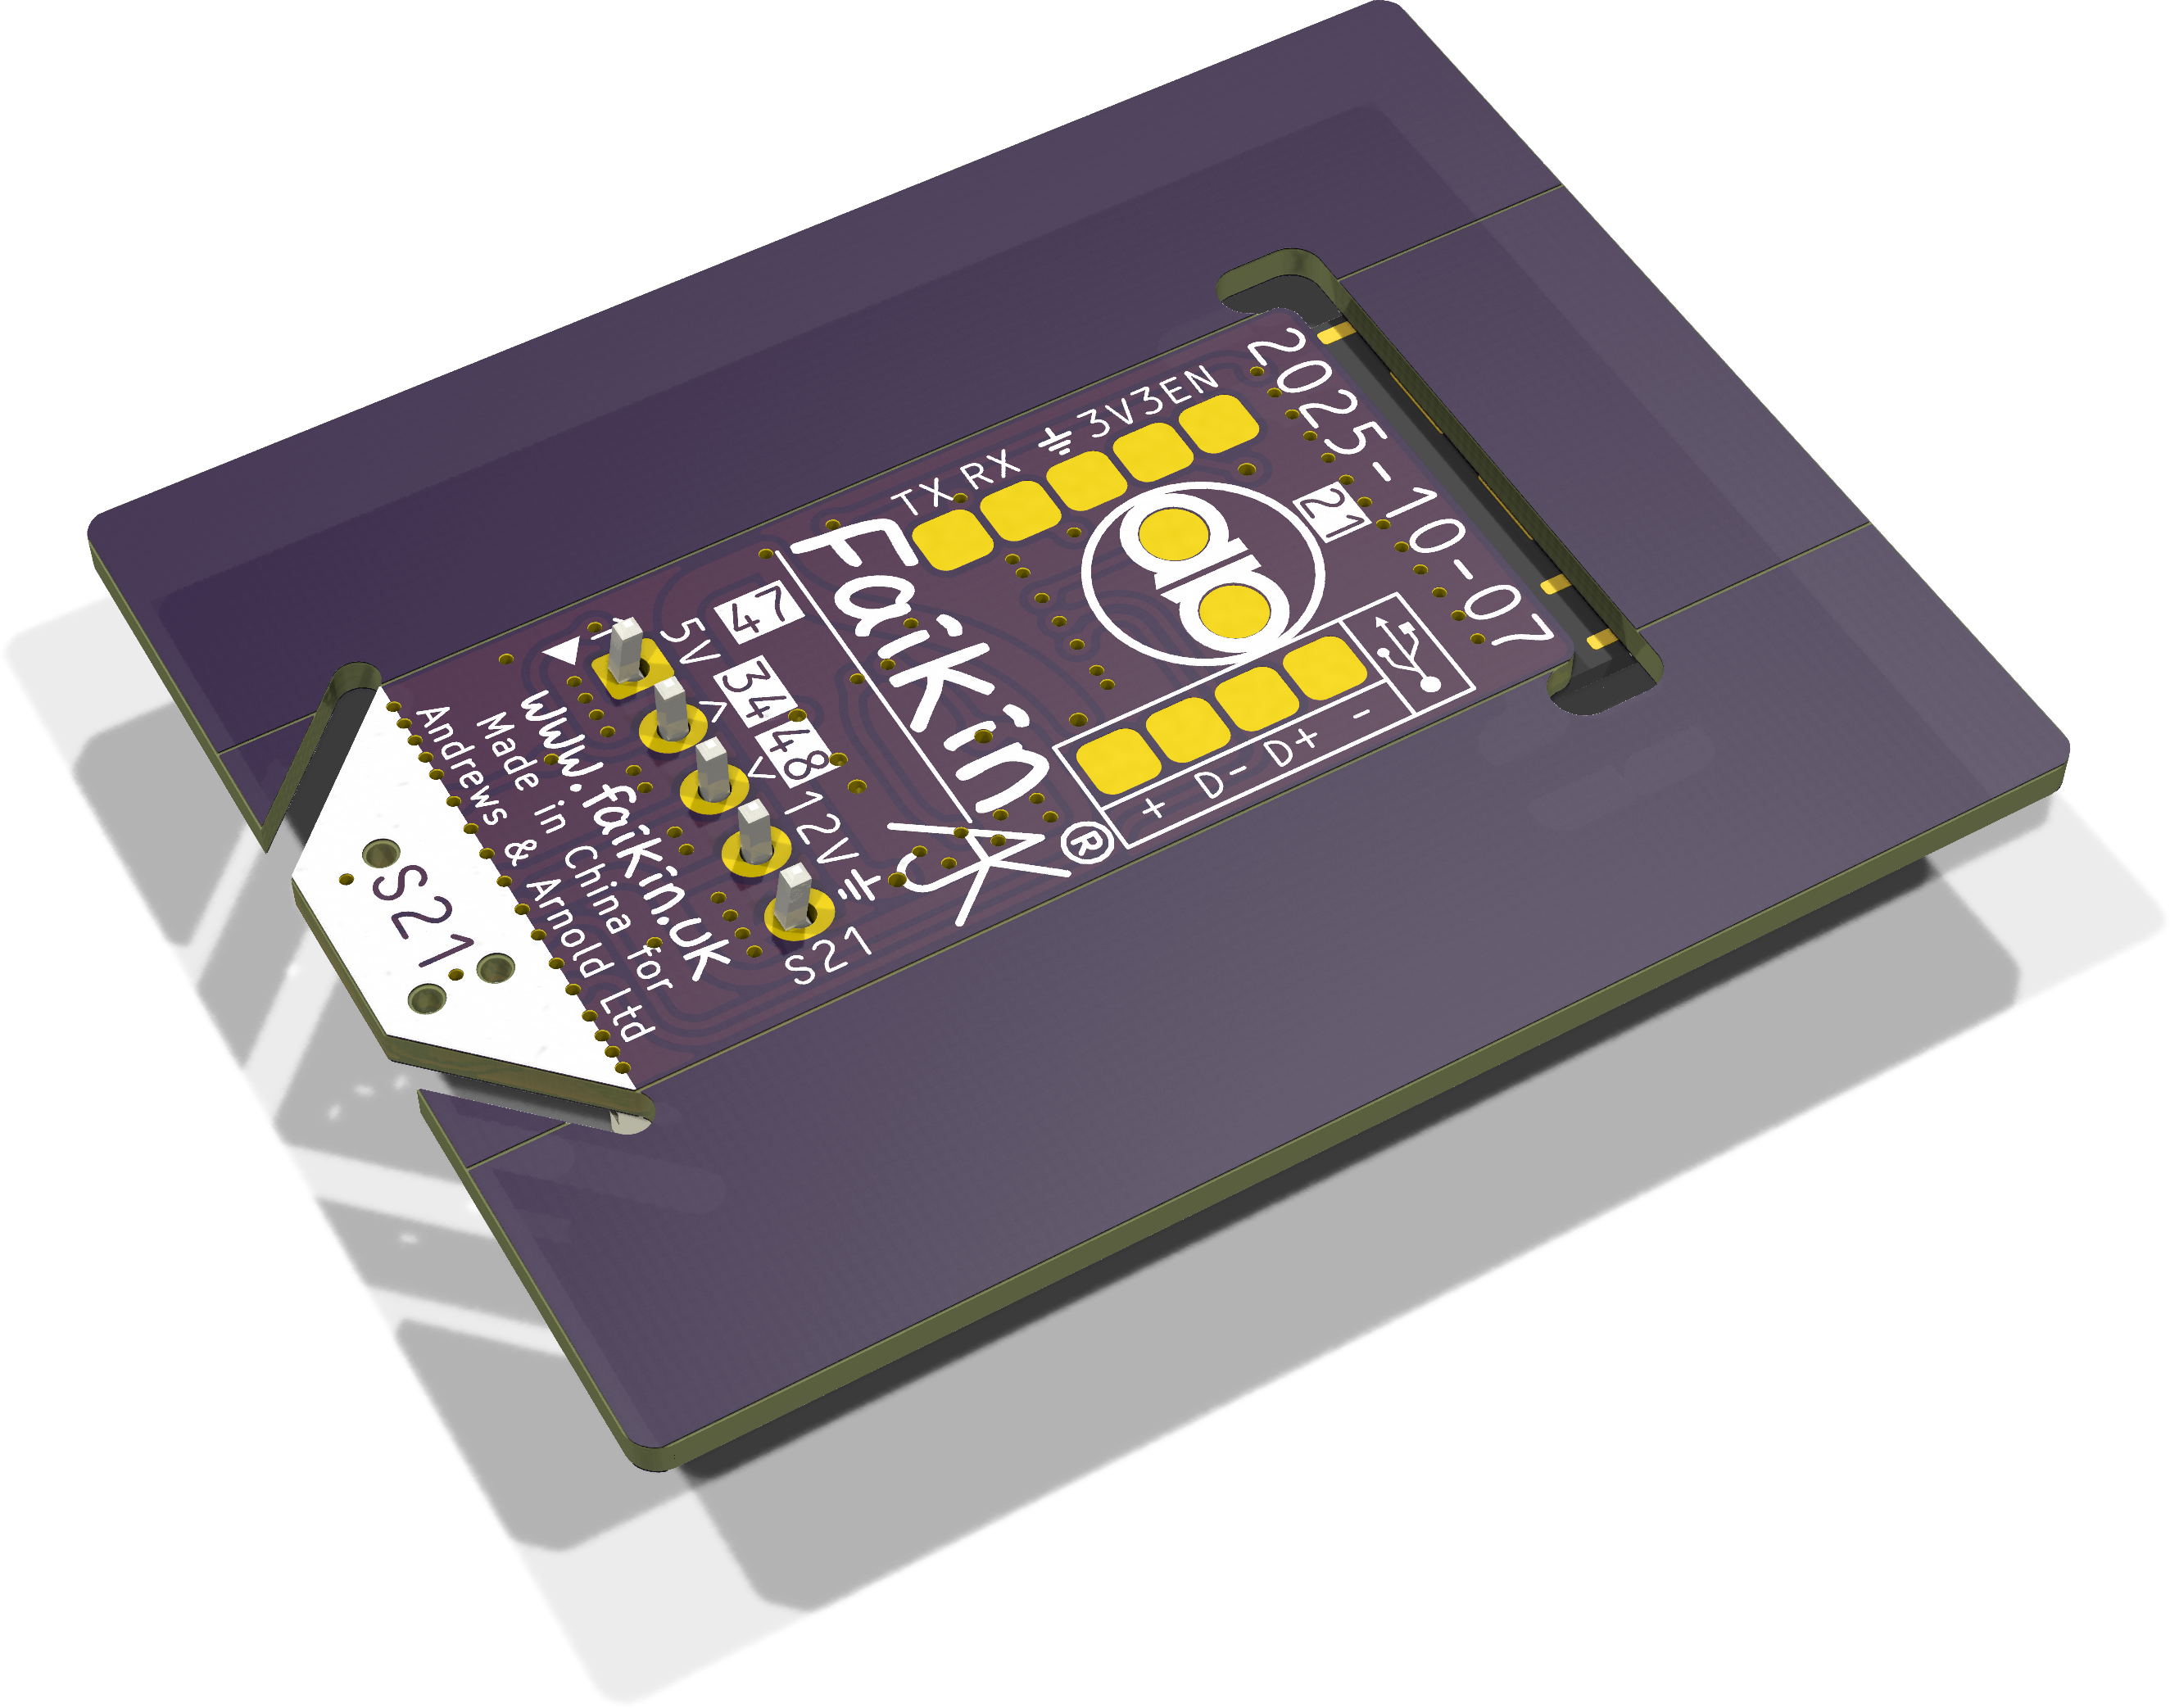 2025-10-07
21
TX RX ⏚ 3V3 EN
Faikin
®
+ D- D+ -
47
34 48
5V
>
<
12V
⏚
S21
www.faikin.uk
Made in China for
Andrews & Arnold Ltd
S21